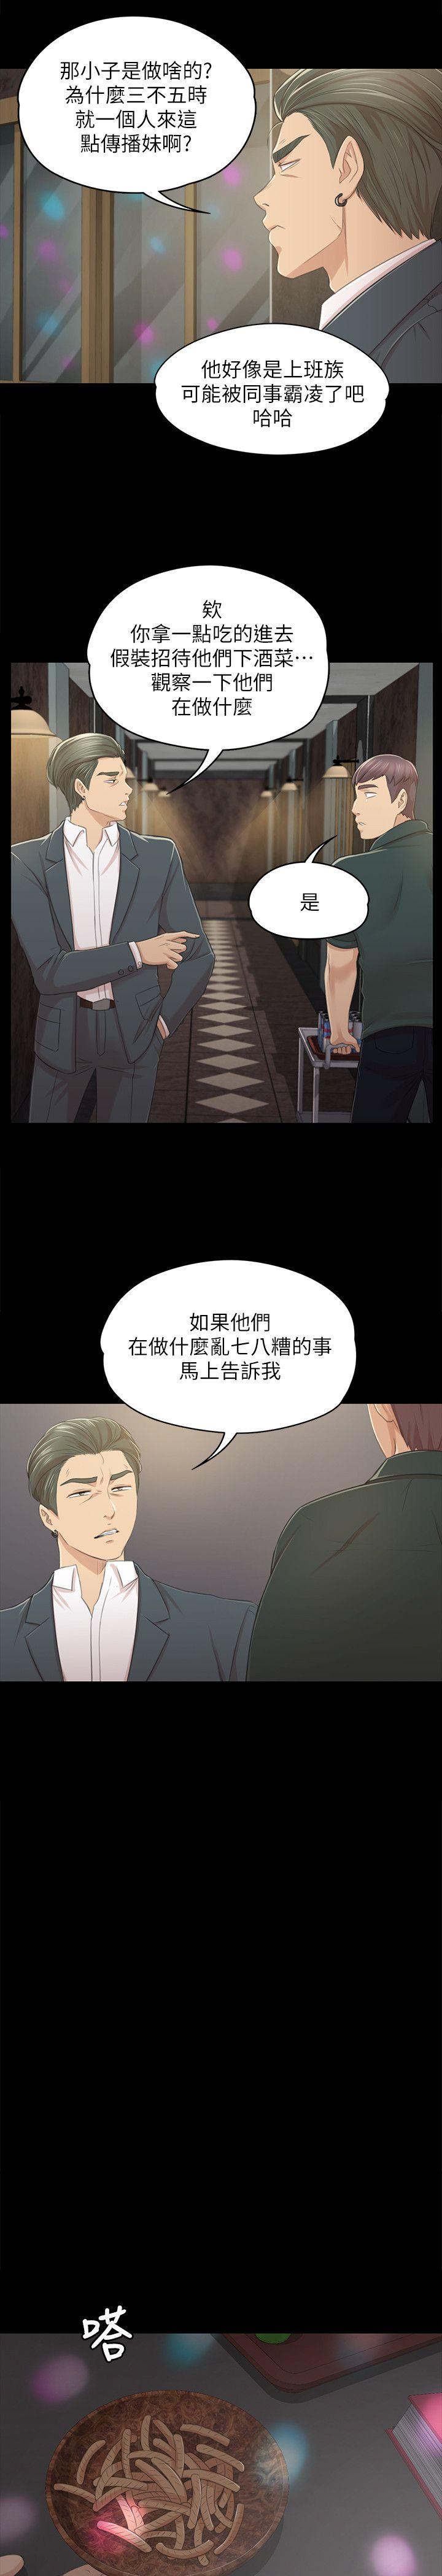 那小子是做啥的?
為什麼三不五時
就一個人來這
點傳播妹啊?
他好像是上班族
可能被同事霸凌了吧
哈哈
欸
你拿一點吃的進去
假裝招待他們下酒菜⋯
觀察一下他們
在做什麼
是
如果他們
在做什麼亂七八糟的事
馬上告訴我
嗒